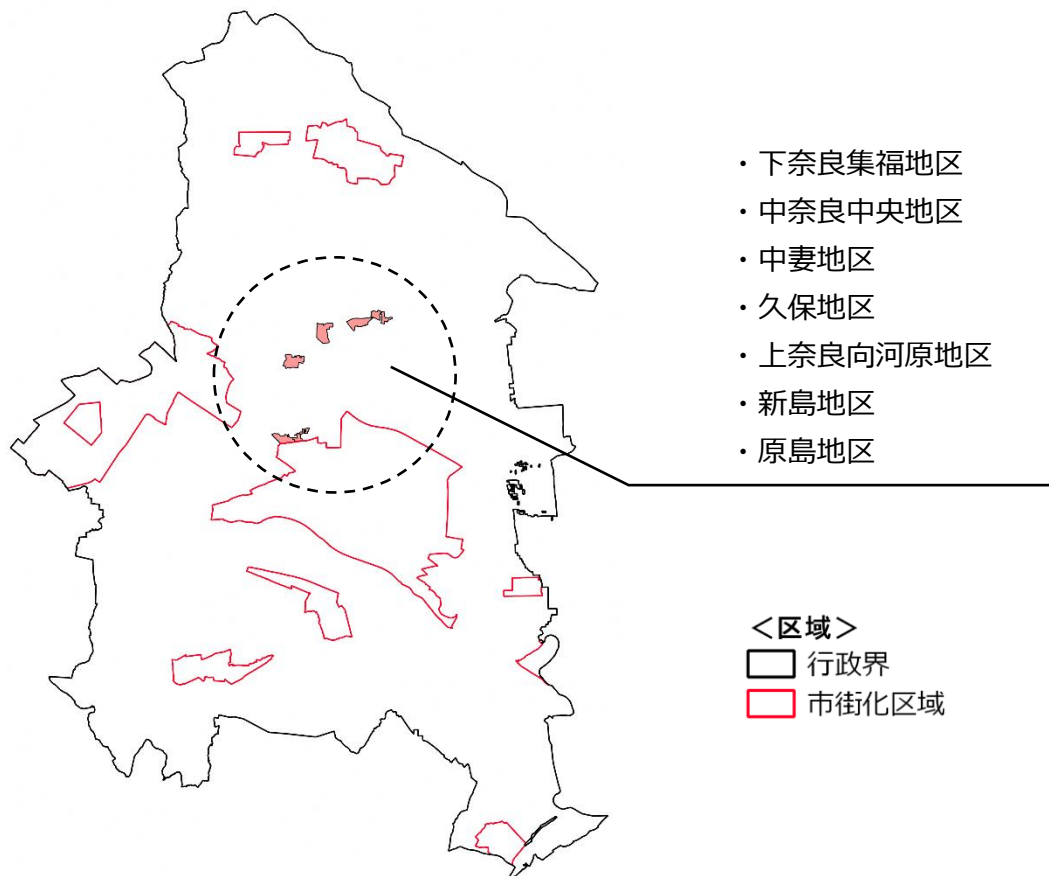 ・下奈良集福地区
・中奈良中央地区
・中妻地区
・久保地区
・上奈良向河原地区
・新島地区
・原島地区
＜区域＞
行政界
市街化区域